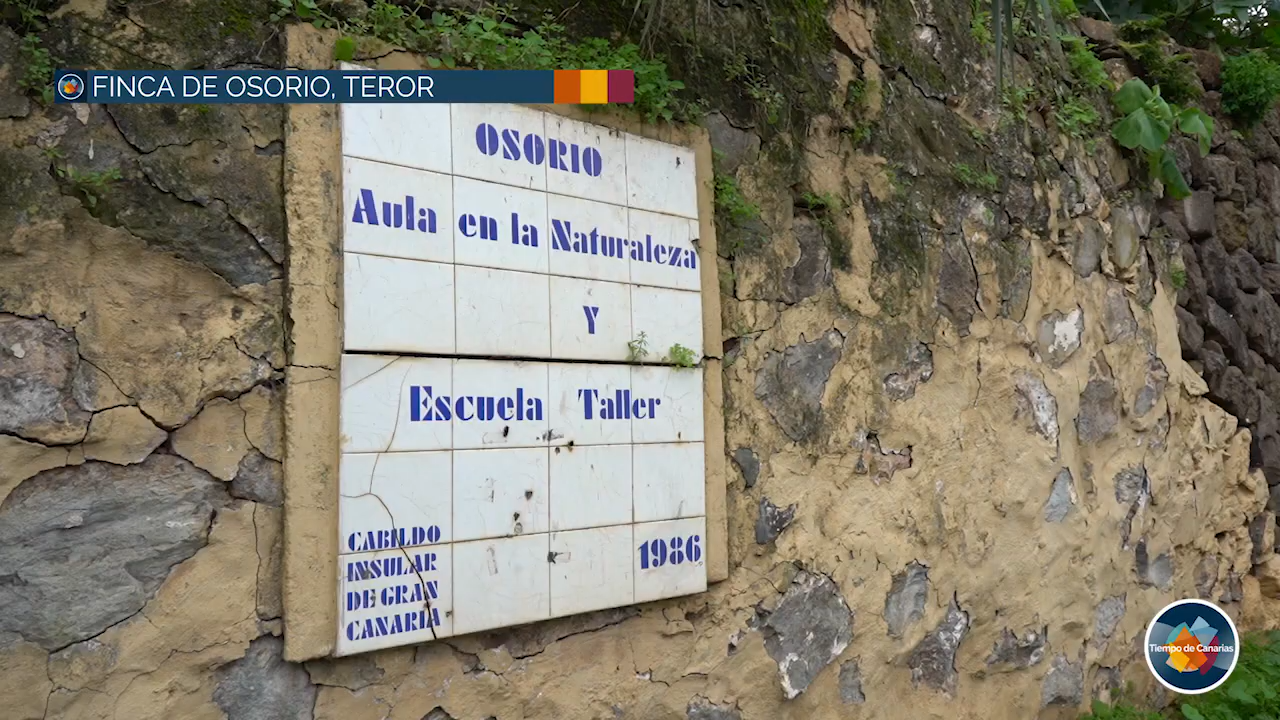 FINCA DE OSORIO, TEROR
OSORIO
Aula en la Naturaleza
Y
Escuela Taller
CABILDO
INSULAR
DE GRAN
CANARIA
1986
Tiempo de Canarias